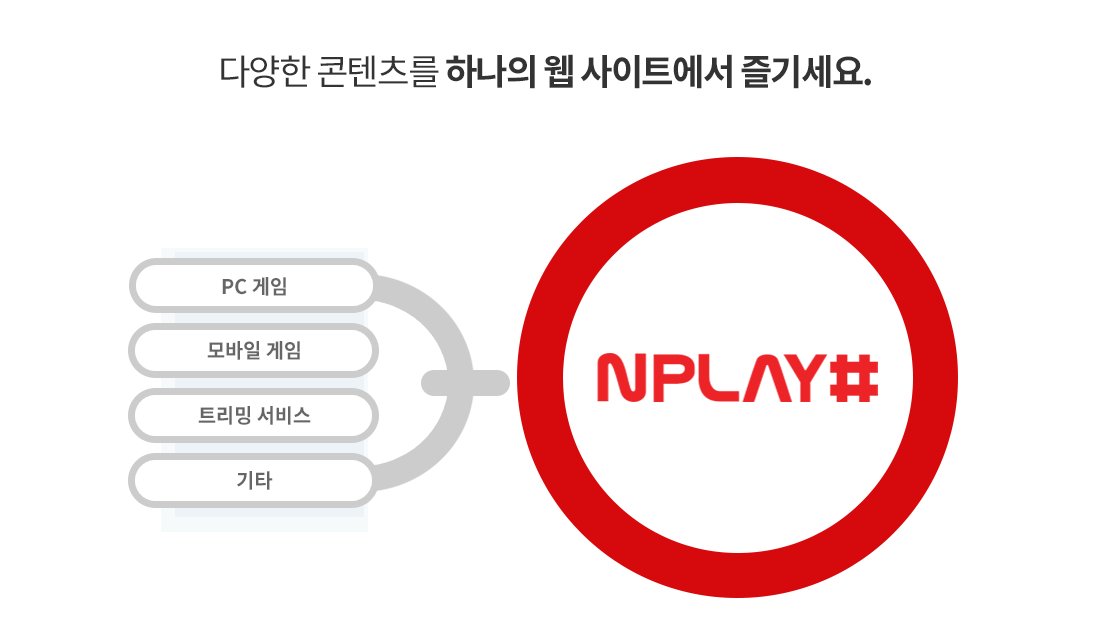 다양한 콘텐츠를 하나의 웹 사이트에서 즐기세요.
PC 게임
모바일 게임
트리밍 서비스
기타
NPLAY#